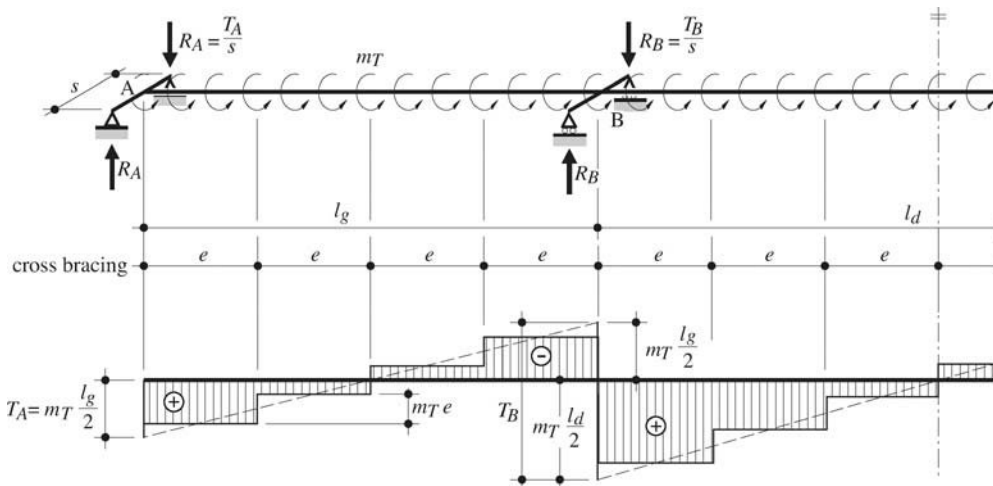 R_A = T_A/s
R_B = T_B/s
m_T
s
A
B
R_A
R_B
l_g
l_d
cross bracing e e e e e e e
−
m_T l_g/2
T_A = m_T l_g/2
+
m_T e
T_B
m_T l_d/2
+